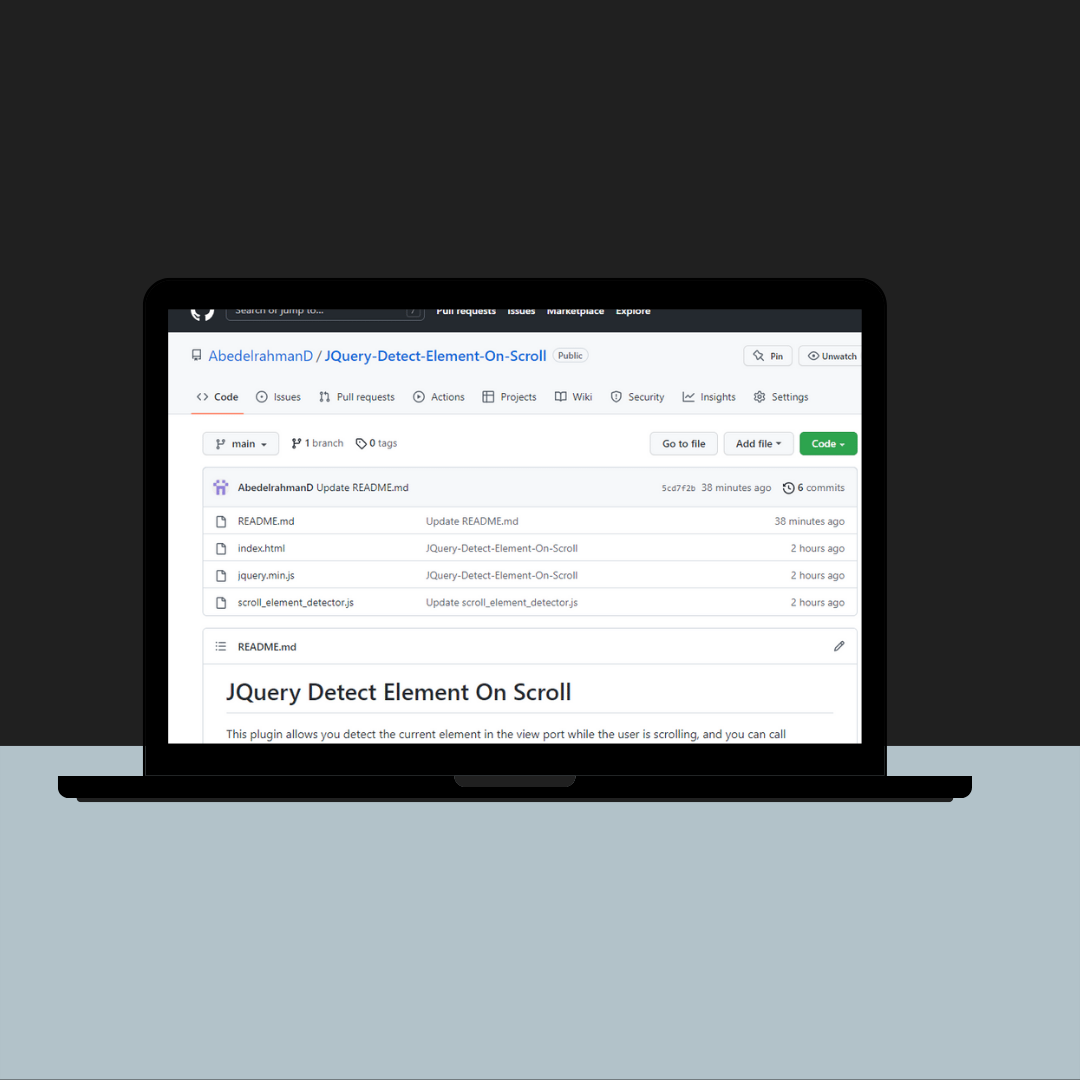 Search or jump to... /
Pull requests Issues Marketplace Explore
AbedelrahmanD / JQuery-Detect-Element-On-Scroll Public
Pin Unwatch
Code Issues Pull requests Actions Projects Wiki Security Insights Settings
main 1 branch 0 tags Go to file Add file Code
AbedelrahmanD Update README.md 5cd7f2b 38 minutes ago 6 commits
README.md Update README.md 38 minutes ago
index.html JQuery-Detect-Element-On-Scroll 2 hours ago
jquery.min.js JQuery-Detect-Element-On-Scroll 2 hours ago
scroll_element_detector.js Update scroll_element_detector.js 2 hours ago
README.md
JQuery Detect Element On Scroll
This plugin allows you detect the current element in the view port while the user is scrolling, and you can call